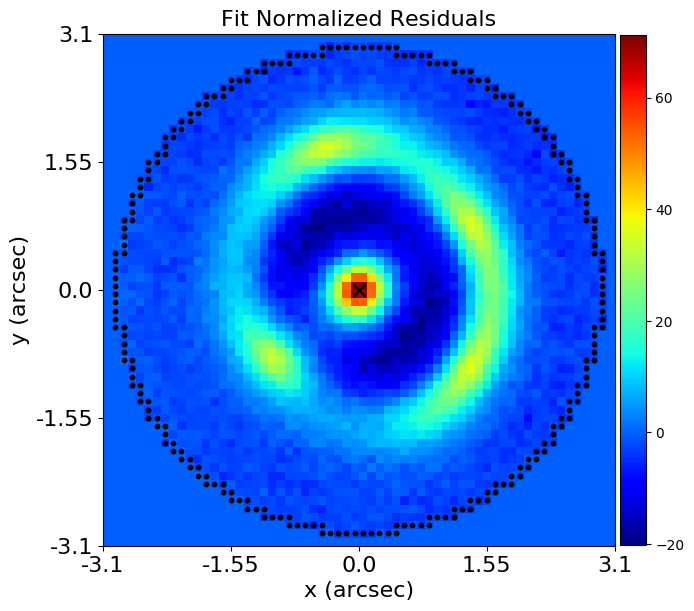 Fit Normalized Residuals
3.1
1.55
0.0
-1.55
-3.1
y (arcsec)
-3.1 -1.55 0.0 1.55 3.1
x (arcsec)
60
40
20
0
−20